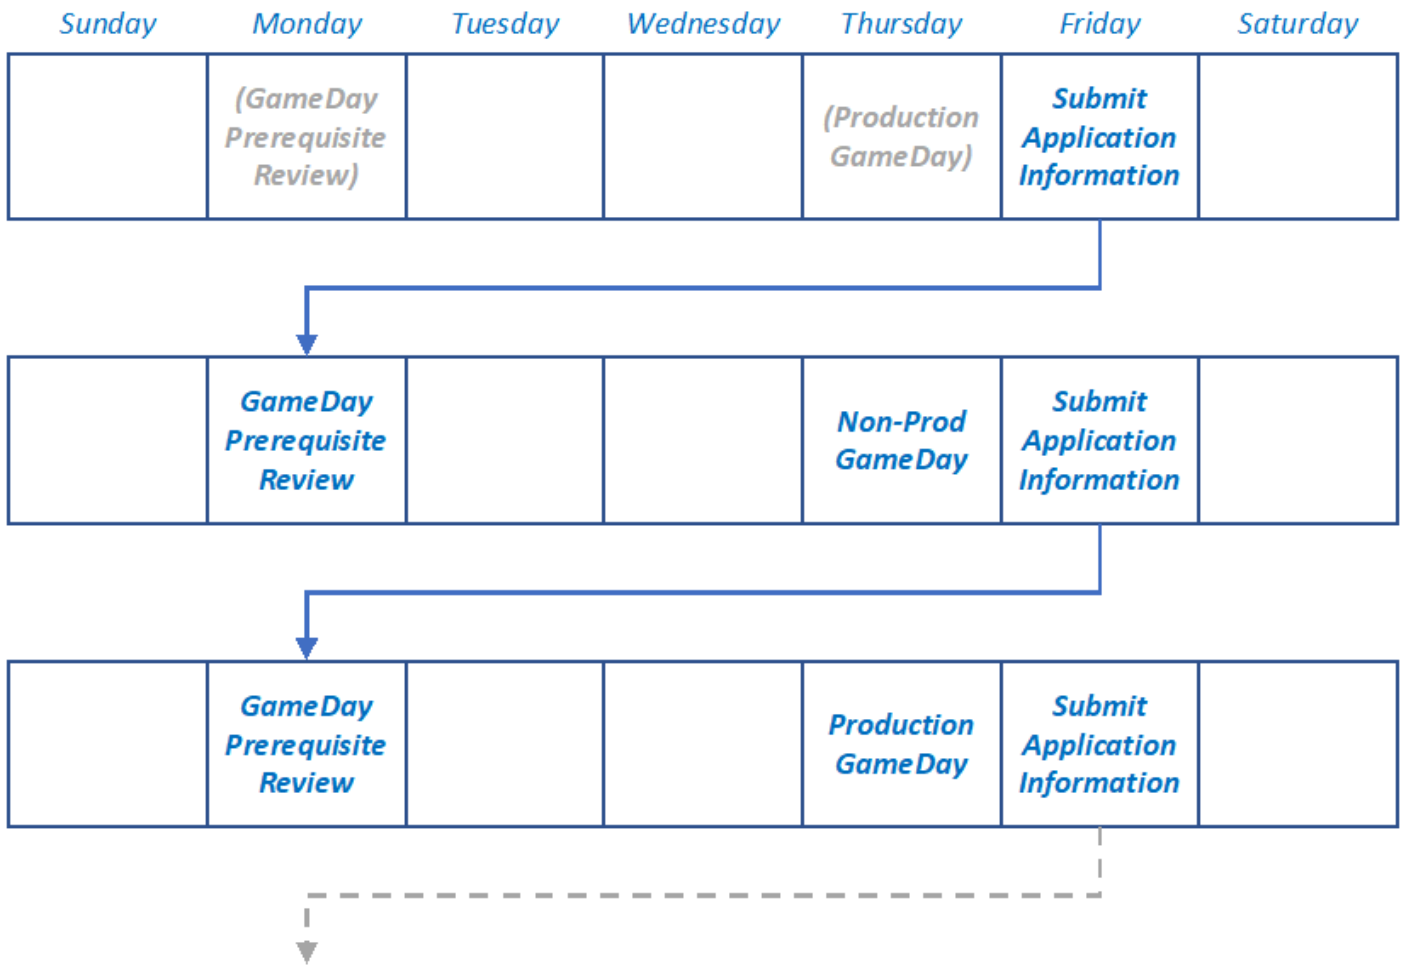 Sunday Monday Tuesday Wednesday Thursday Friday Saturday
(GameDay
Prerequisite
Review)
(Production
GameDay)
Submit
Application
Information
GameDay
Prerequisite
Review
Non-Prod
GameDay
Submit
Application
Information
GameDay
Prerequisite
Review
Production
GameDay
Submit
Application
Information